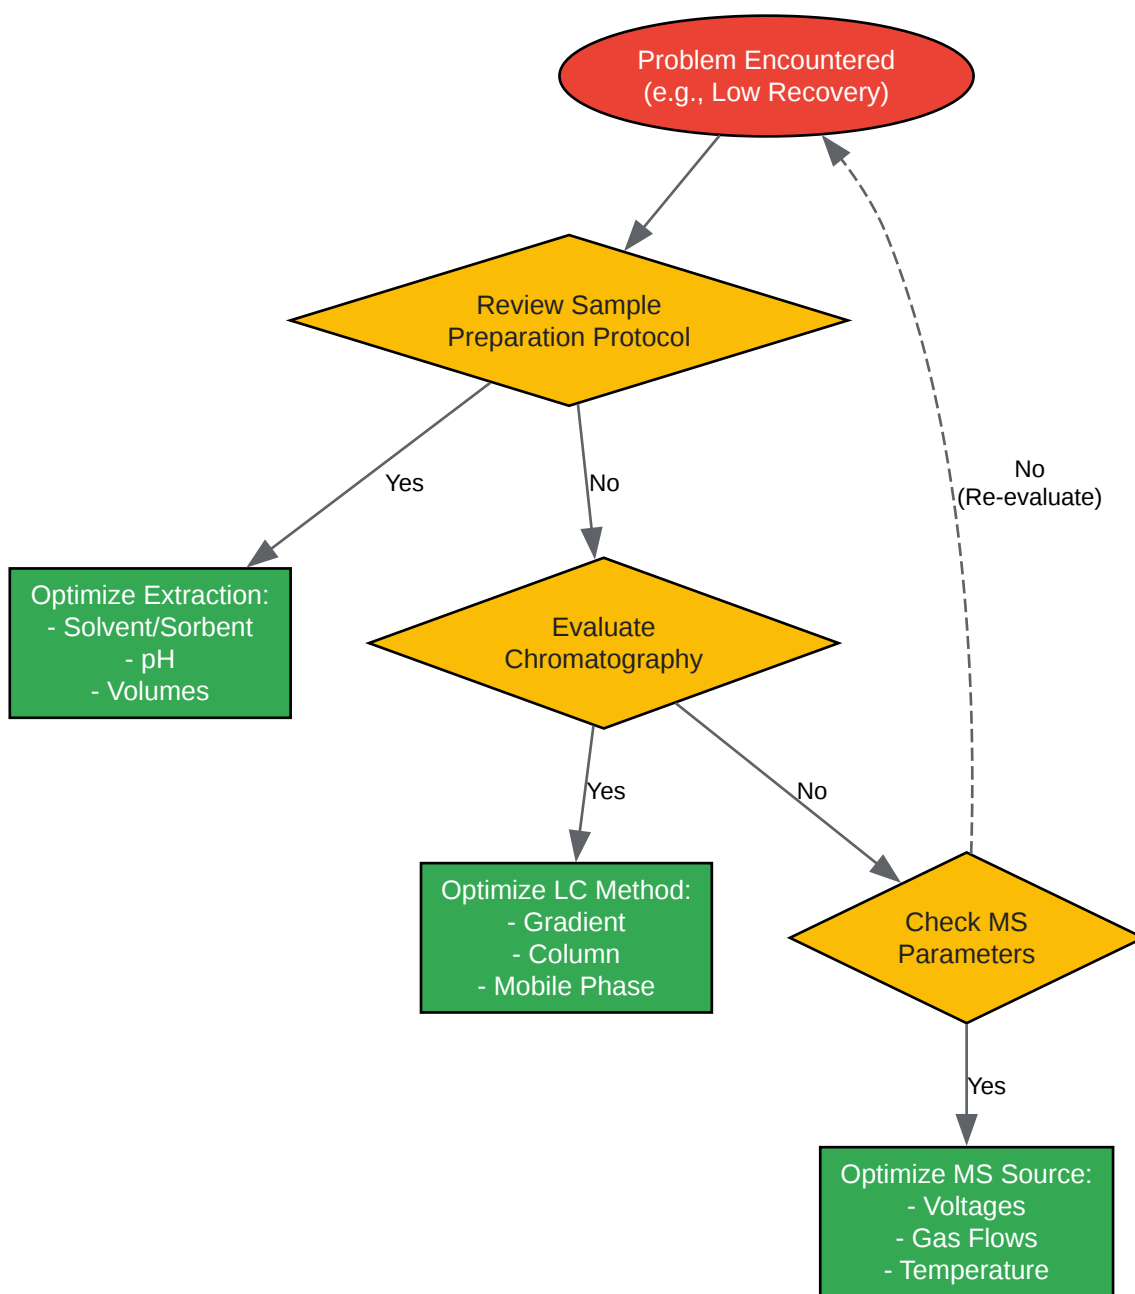 Problem Encountered
(e.g., Low Recovery)
Review Sample
Preparation Protocol
Yes
No
No
(Re-evaluate)
Optimize Extraction:
- Solvent/Sorbent
- pH
- Volumes
Evaluate
Chromatography
Yes
No
Optimize LC Method:
- Gradient
- Column
- Mobile Phase
Check MS
Parameters
Yes
Optimize MS Source:
- Voltages
- Gas Flows
- Temperature